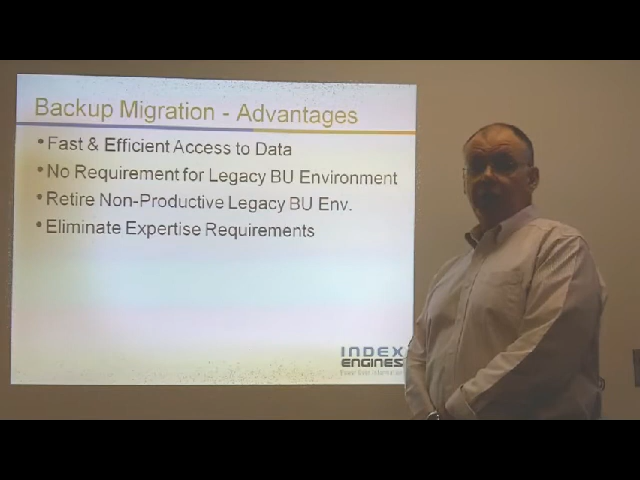 Backup Migration - Advantages
• Fast & Efficient Access to Data
• No Requirement for Legacy BU Environment
• Retire Non-Productive Legacy BU Env.
• Eliminate Expertise Requirements
INDEX
ENGINES